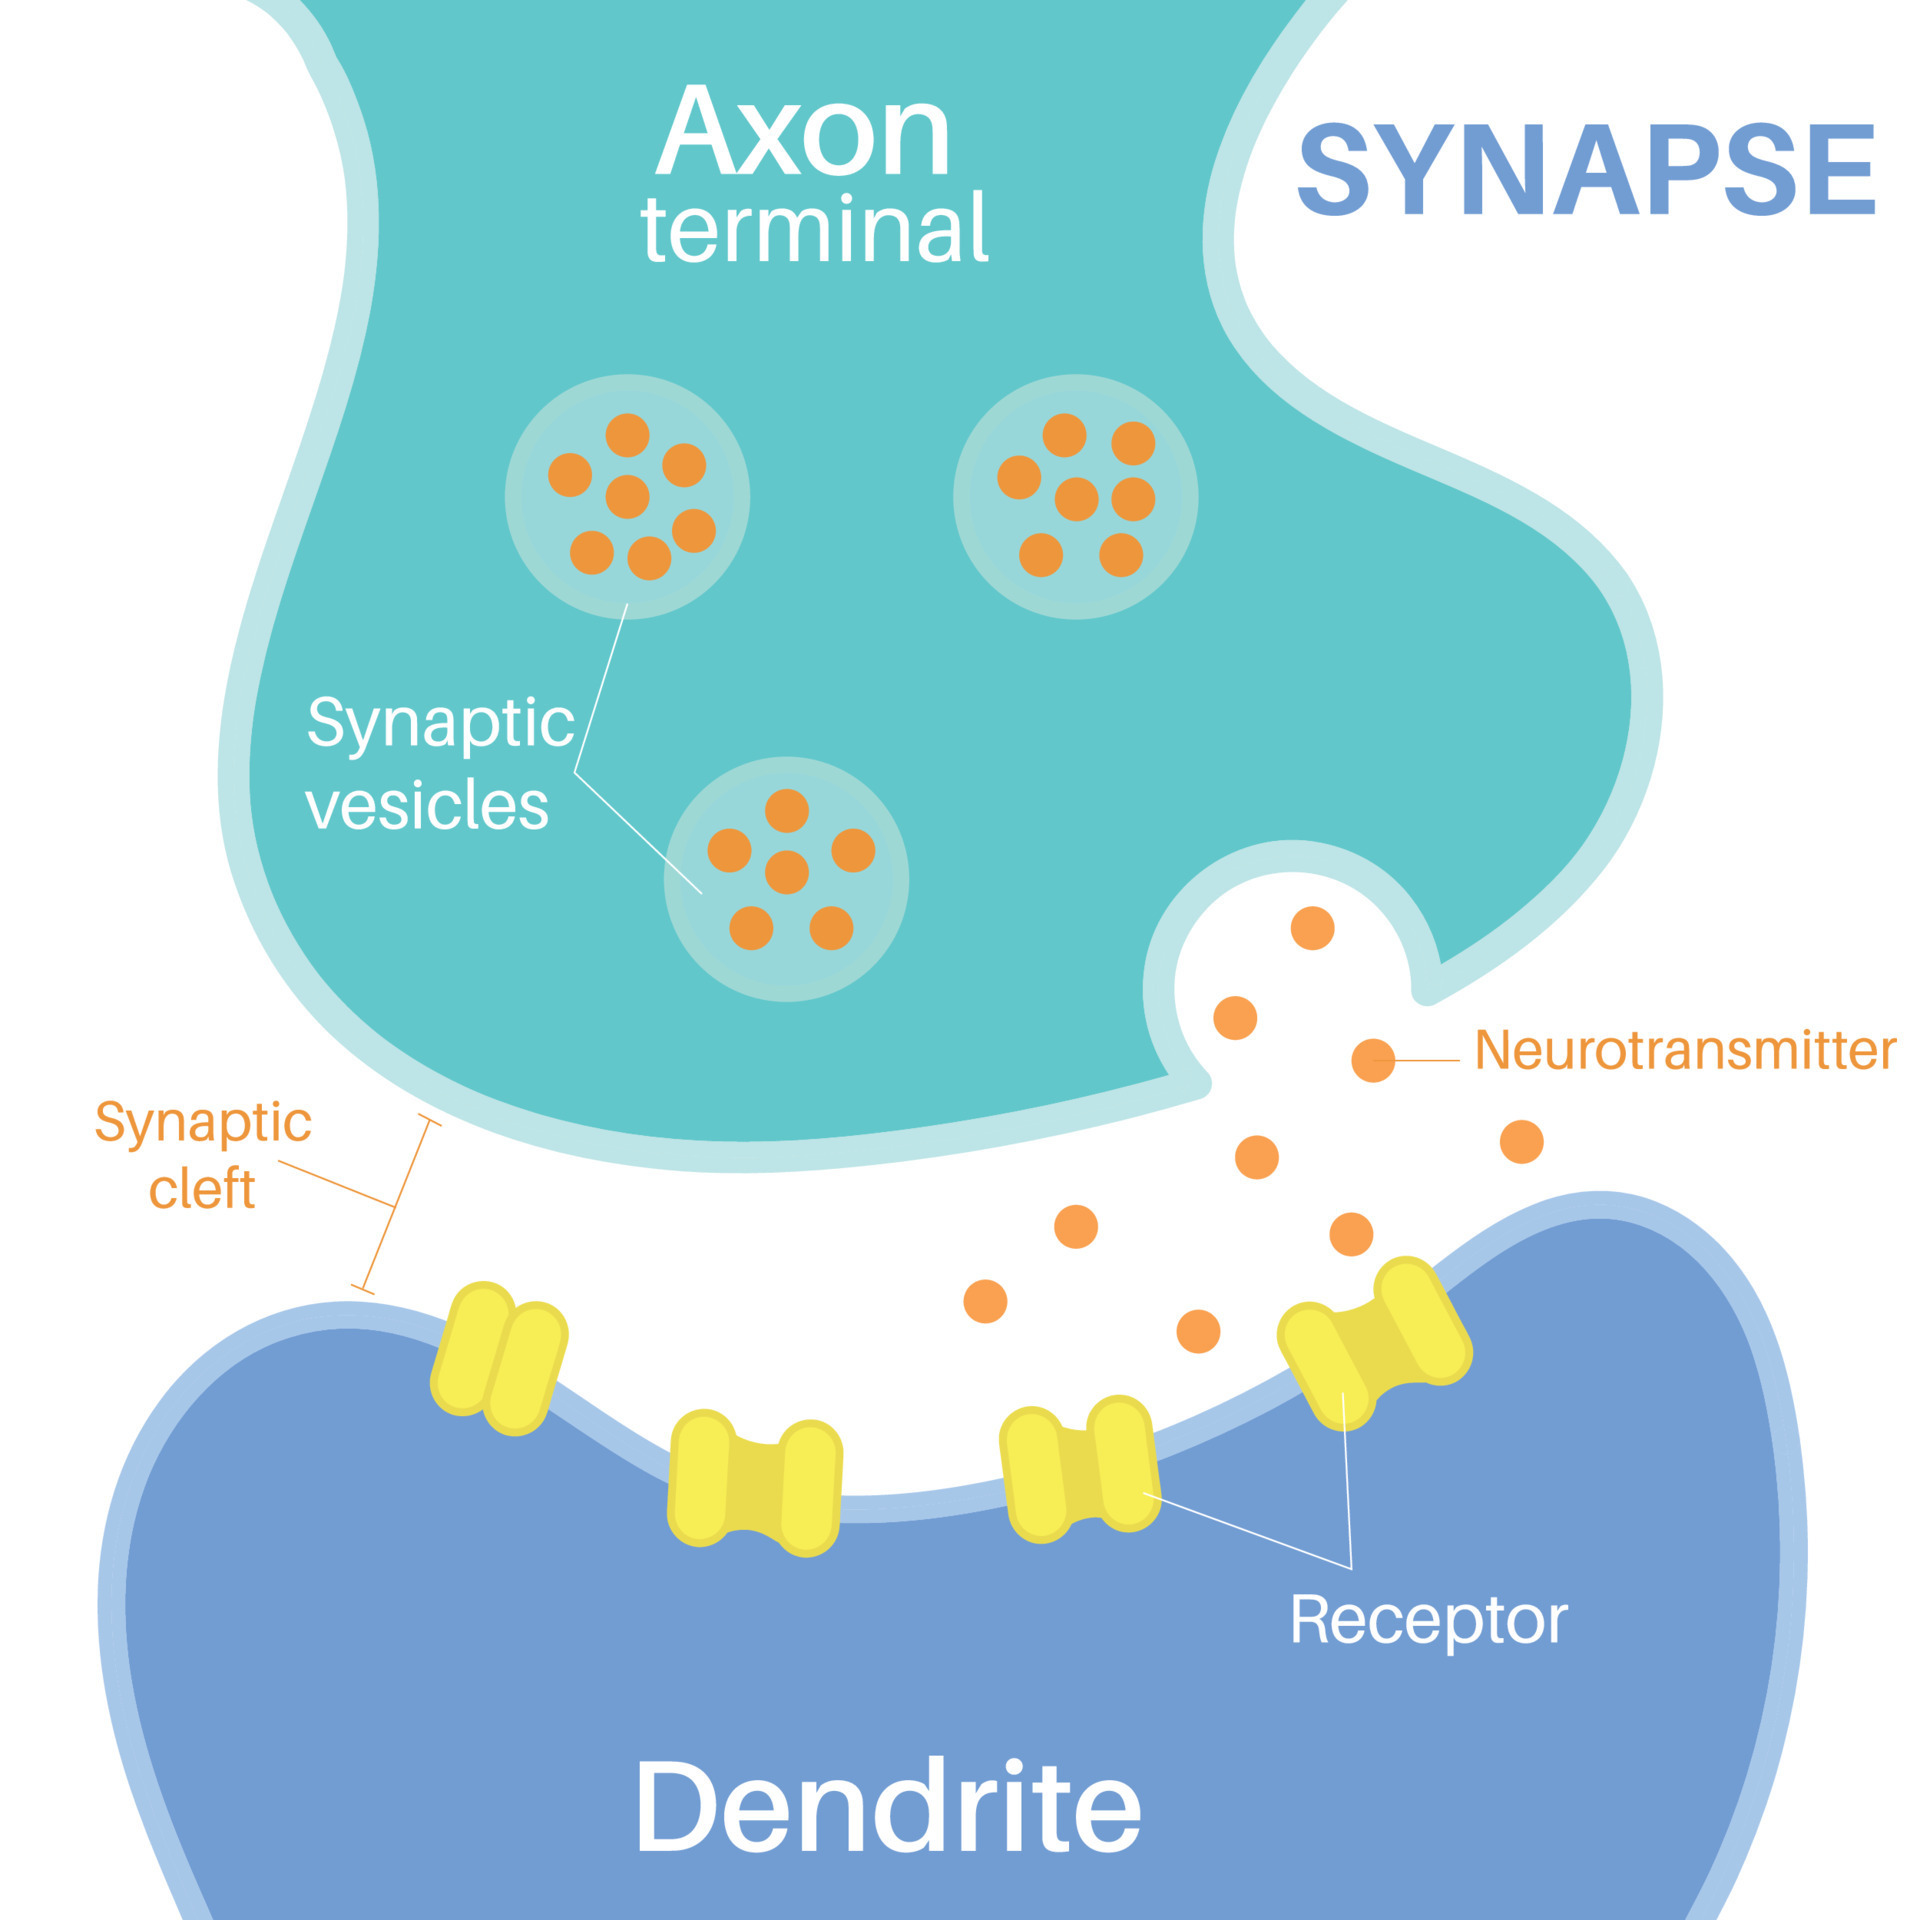 Axon
terminal
SYNAPSE
Synaptic
vesicles
Neurotransmitter
Synaptic
cleft
Receptor
Dendrite